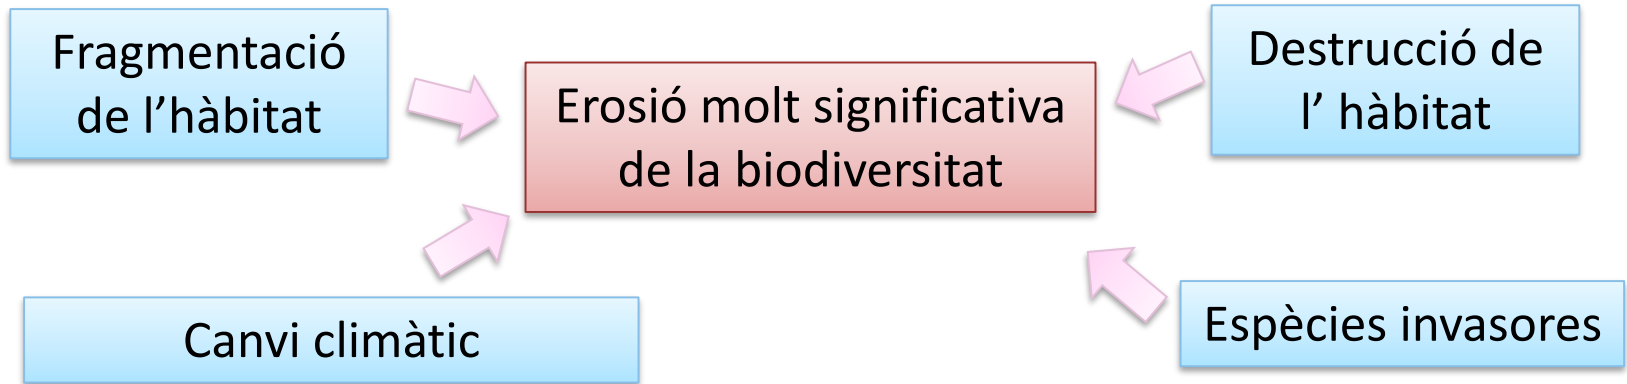 Fragmentació
de l’hàbitat
Erosió molt significativa
de la biodiversitat
Destrucció de
l’ hàbitat
Canvi climàtic
Espècies invasores